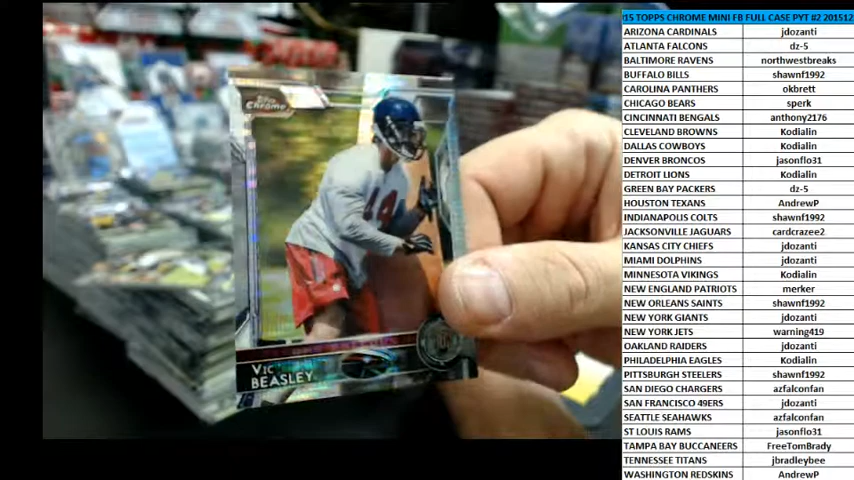 Topps
Chrome
VIC
BEASLEY
15 TOPPS CHROME MINI FB FULL CASE PYT #2 201512
ARIZONA CARDINALS jdozanti
ATLANTA FALCONS dz-5
BALTIMORE RAVENS northwestbreaks
BUFFALO BILLS shawnf1992
CAROLINA PANTHERS okbrett
CHICAGO BEARS sperk
CINCINNATI BENGALS anthony2176
CLEVELAND BROWNS Kodialin
DALLAS COWBOYS Kodialin
DENVER BRONCOS jasonflo31
DETROIT LIONS Kodialin
GREEN BAY PACKERS dz-5
HOUSTON TEXANS AndrewP
INDIANAPOLIS COLTS shawnf1992
JACKSONVILLE JAGUARS cardcrazee2
KANSAS CITY CHIEFS jdozanti
MIAMI DOLPHINS jdozanti
MINNESOTA VIKINGS Kodialin
NEW ENGLAND PATRIOTS merker
NEW ORLEANS SAINTS shawnf1992
NEW YORK GIANTS jdozanti
NEW YORK JETS warning419
OAKLAND RAIDERS jdozanti
PHILADELPHIA EAGLES Kodialin
PITTSBURGH STEELERS shawnf1992
SAN DIEGO CHARGERS azfalconfan
SAN FRANCISCO 49ERS jdozanti
SEATTLE SEAHAWKS azfalconfan
ST LOUIS RAMS jasonflo31
TAMPA BAY BUCCANEERS FreeTomBrady
TENNESSEE TITANS jbradleybee
WASHINGTON REDSKINS AndrewP